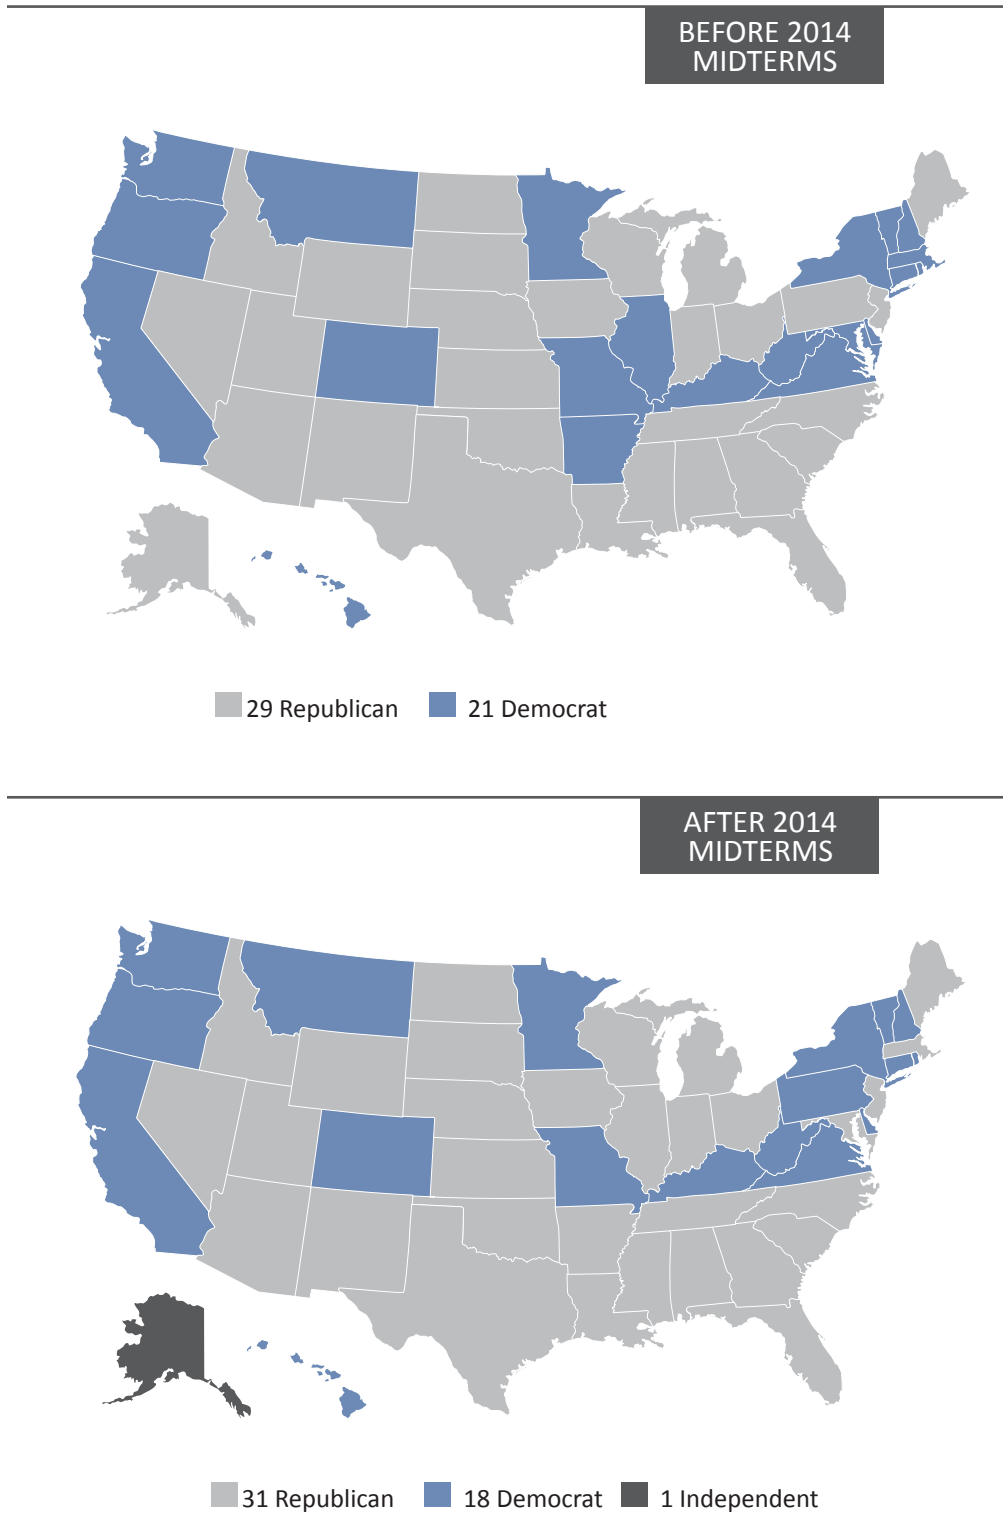 BEFORE 2014
MIDTERMS
29 Republican
21 Democrat
AFTER 2014
MIDTERMS
31 Republican
18 Democrat
1 Independent